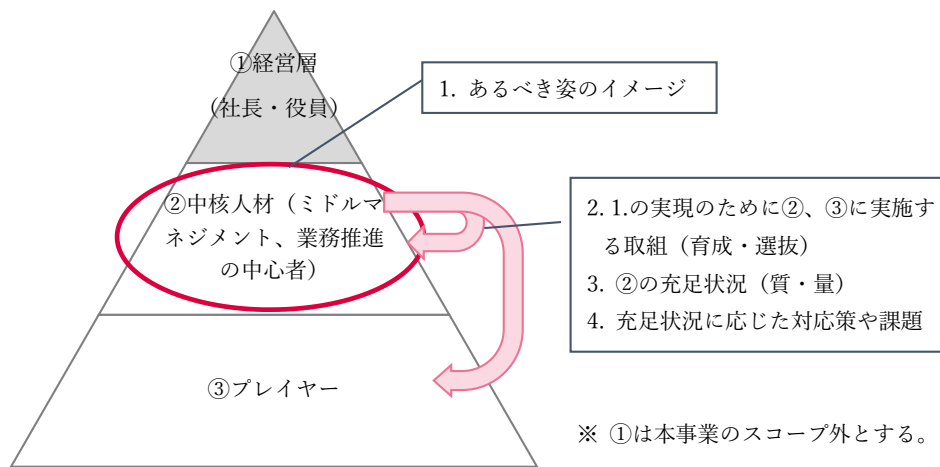 ①経営層
(社長・役員)
1. あるべき姿のイメージ
②中核人材（ミドルマ
ネジメント、業務推進
の中心者）
2. 1.の実現のために②、③に実施す
る取組（育成・選抜）
3. ②の充足状況（質・量）
4. 充足状況に応じた対応策や課題
③プレイヤー
※ ①は本事業のスコープ外とする。